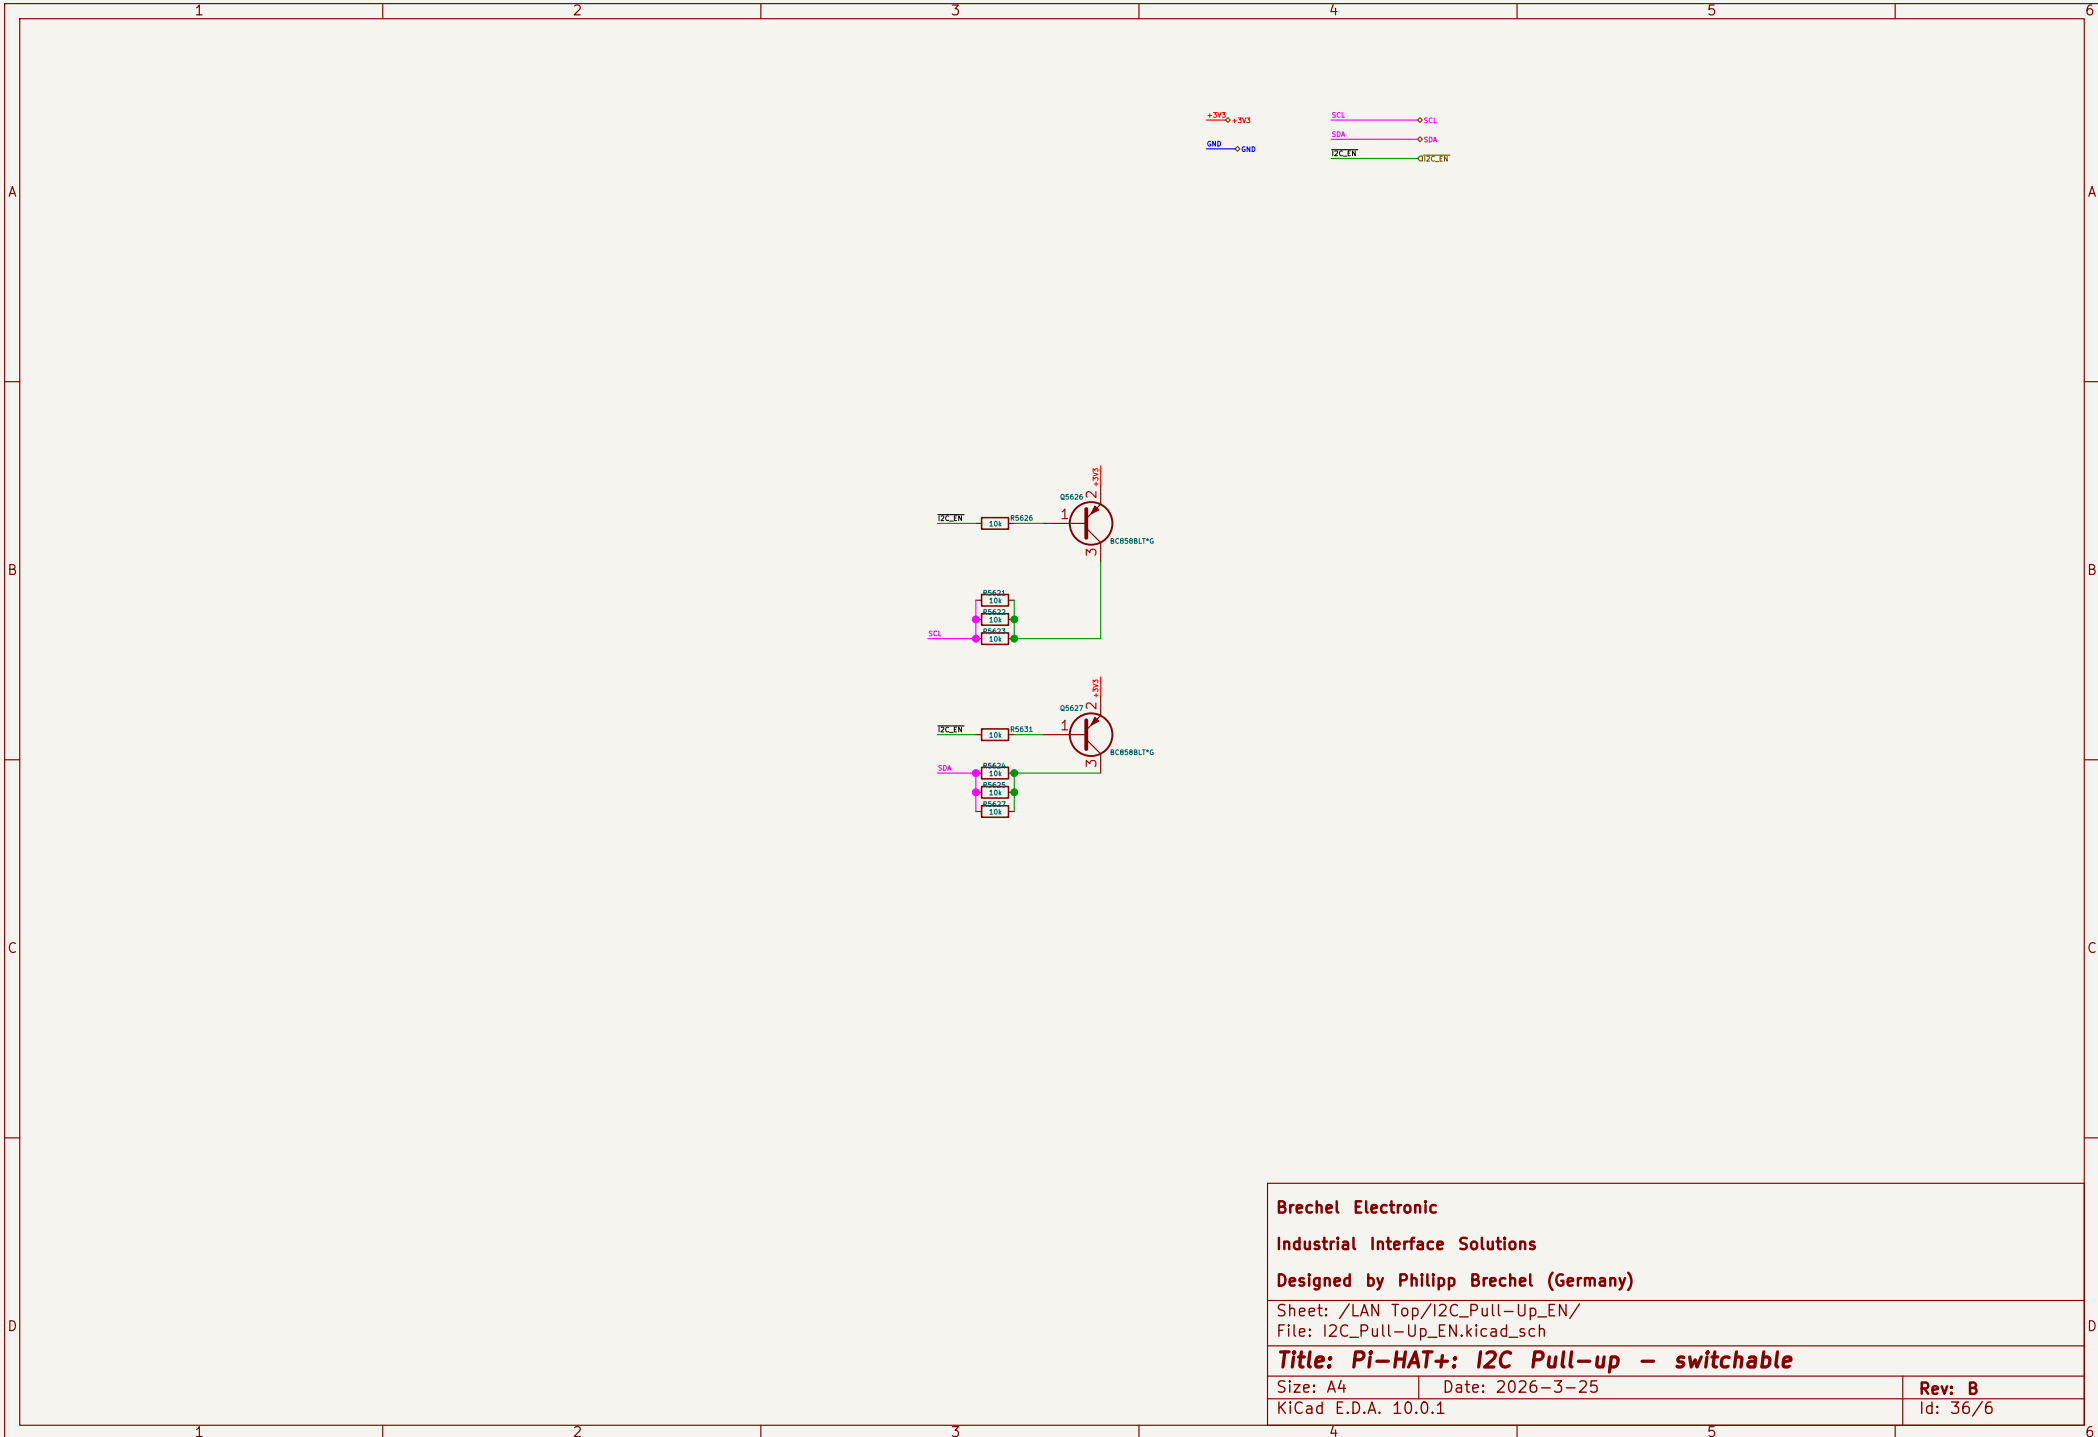 1 2 3 4 5 6
+3V3 +3V3
SCL SCL
SDA SDA
GND GND
I2C_EN I2C_EN
A A
+3V3
Q5626 2
I2C_EN 10k R5626 1
BC858BLT*G
3
B B
R5621
10k
R5622
10k
R5623
SCL 10k
+3V3
Q5627 2
I2C_EN 10k R5631 1
BC858BLT*G
3
R5624
SDA 10k
R5625
10k
R5627
10k
C C
Brechel Electronic
Industrial Interface Solutions
Designed by Philipp Brechel (Germany)
Sheet: /LAN Top/I2C_Pull-Up_EN/
D D
File: I2C_Pull-Up_EN.kicad_sch
Title: Pi-HAT+: I2C Pull-up - switchable
Size: A4 Date: 2026-3-25 Rev: B
KiCad E.D.A. 10.0.1 Id: 36/6
1 2 3 4 5 6